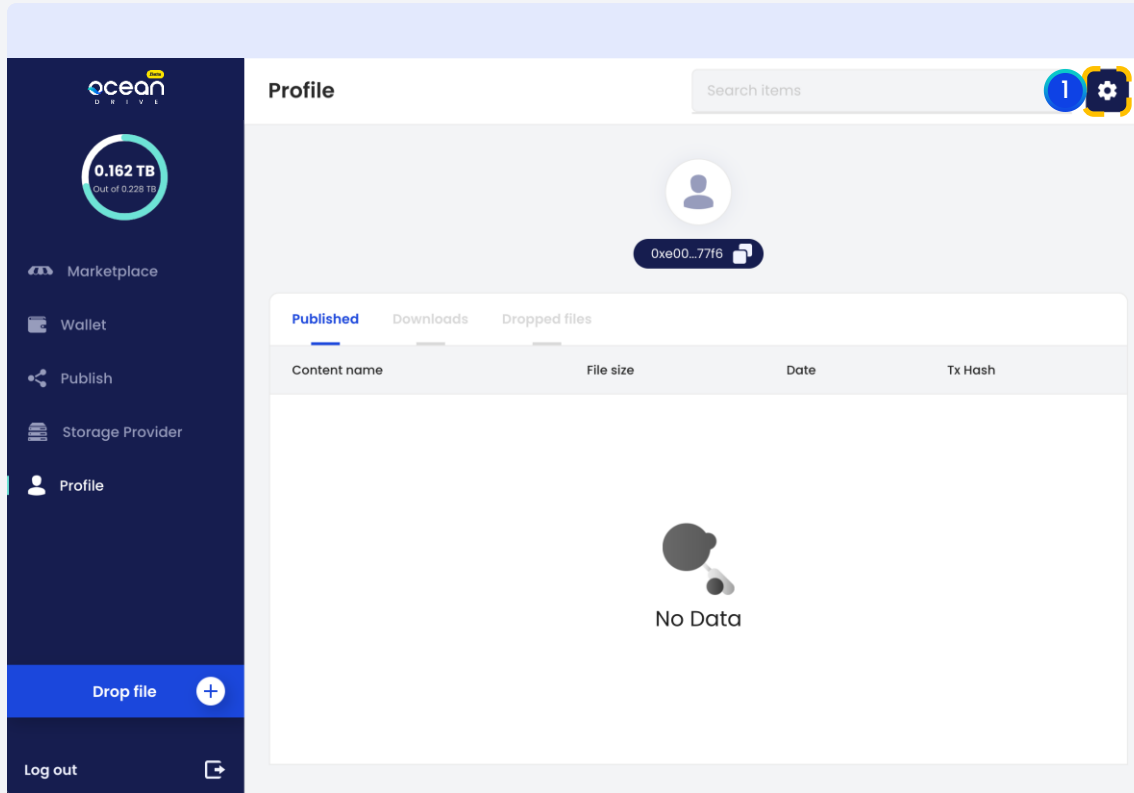 Beta
ocean
DRIVE
Profile
Search items
1
0.162 TB
Out of 0.228 TB
0xe00...77f6
Marketplace
Wallet
Publish
Storage Provider
Profile
Published Downloads Dropped files
Content name File size Date Tx Hash
No Data
Drop file
Log out